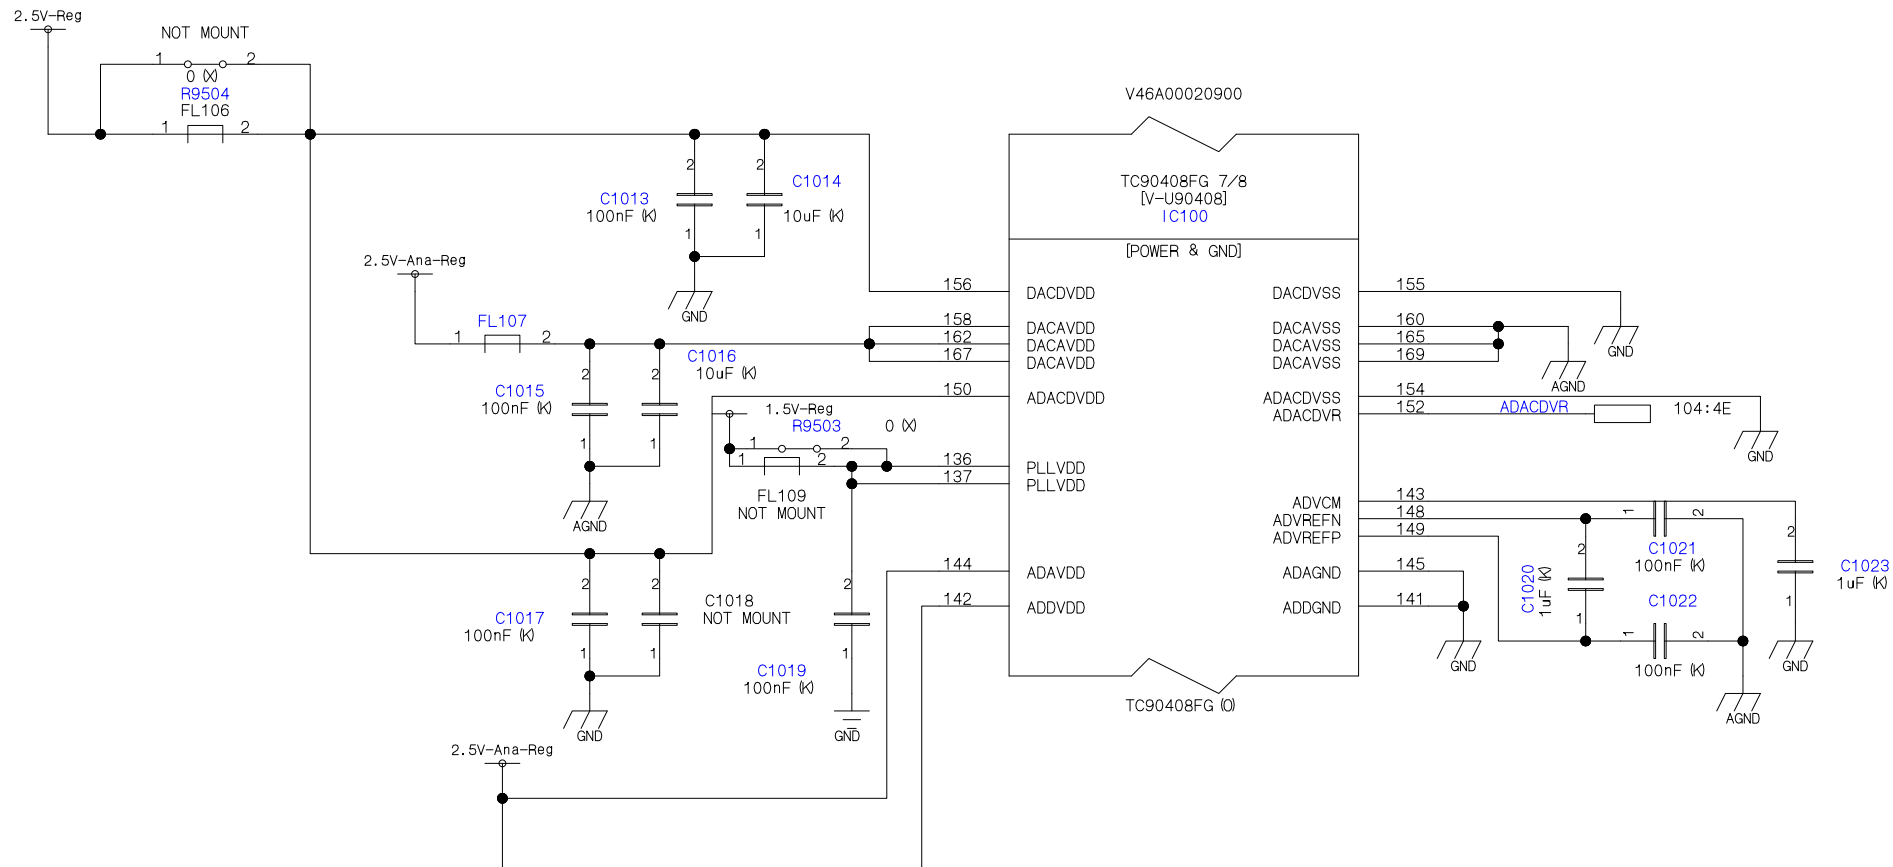 2.5V-Reg
NOT MOUNT
1 2
0 (X)
R9504
FL106
1 2
V46A00020900
TC90408FG 7/8
[V-U90408]
IC100
[POWER & GND]
2 2
C1013
100nF (K)
C1014
10uF (K)
1 1
GND
2.5V-Ana-Reg
FL107
1 2
C1016
10uF (K)
2 2
C1015
100nF (K)
1 1
AGND
1.5V-Reg
R9503
0 (X)
1 2
1 2
FL109
NOT MOUNT
2 2
C1017
100nF (K)
C1018
NOT MOUNT
1 1
GND
2
1
C1019
100nF (K)
GND
2.5V-Ana-Reg
156 DACDVDD
158 DACAVDD
162 DACAVDD
167 DACAVDD
150 ADACDVDD
136 PLLVDD
137 PLLVDD
144 ADAVDD
142 ADDVDD
DACDVSS 155
DACAVSS 160
DACAVSS 165
DACAVSS 169
ADACDVSS 154
ADACDVR 152
ADVCM 143
ADVREFN 148
ADVREFP 149
ADAGND 145
ADDGND 141
TC90408FG (0)
GND
AGND
ADACDVR
104:4E
GND
1 2
C1021
100nF (K)
2
C1020
1uF (K)
1
C1022
1 2
100nF (K)
2
C1023
1uF (K)
1
GND
GND
AGND